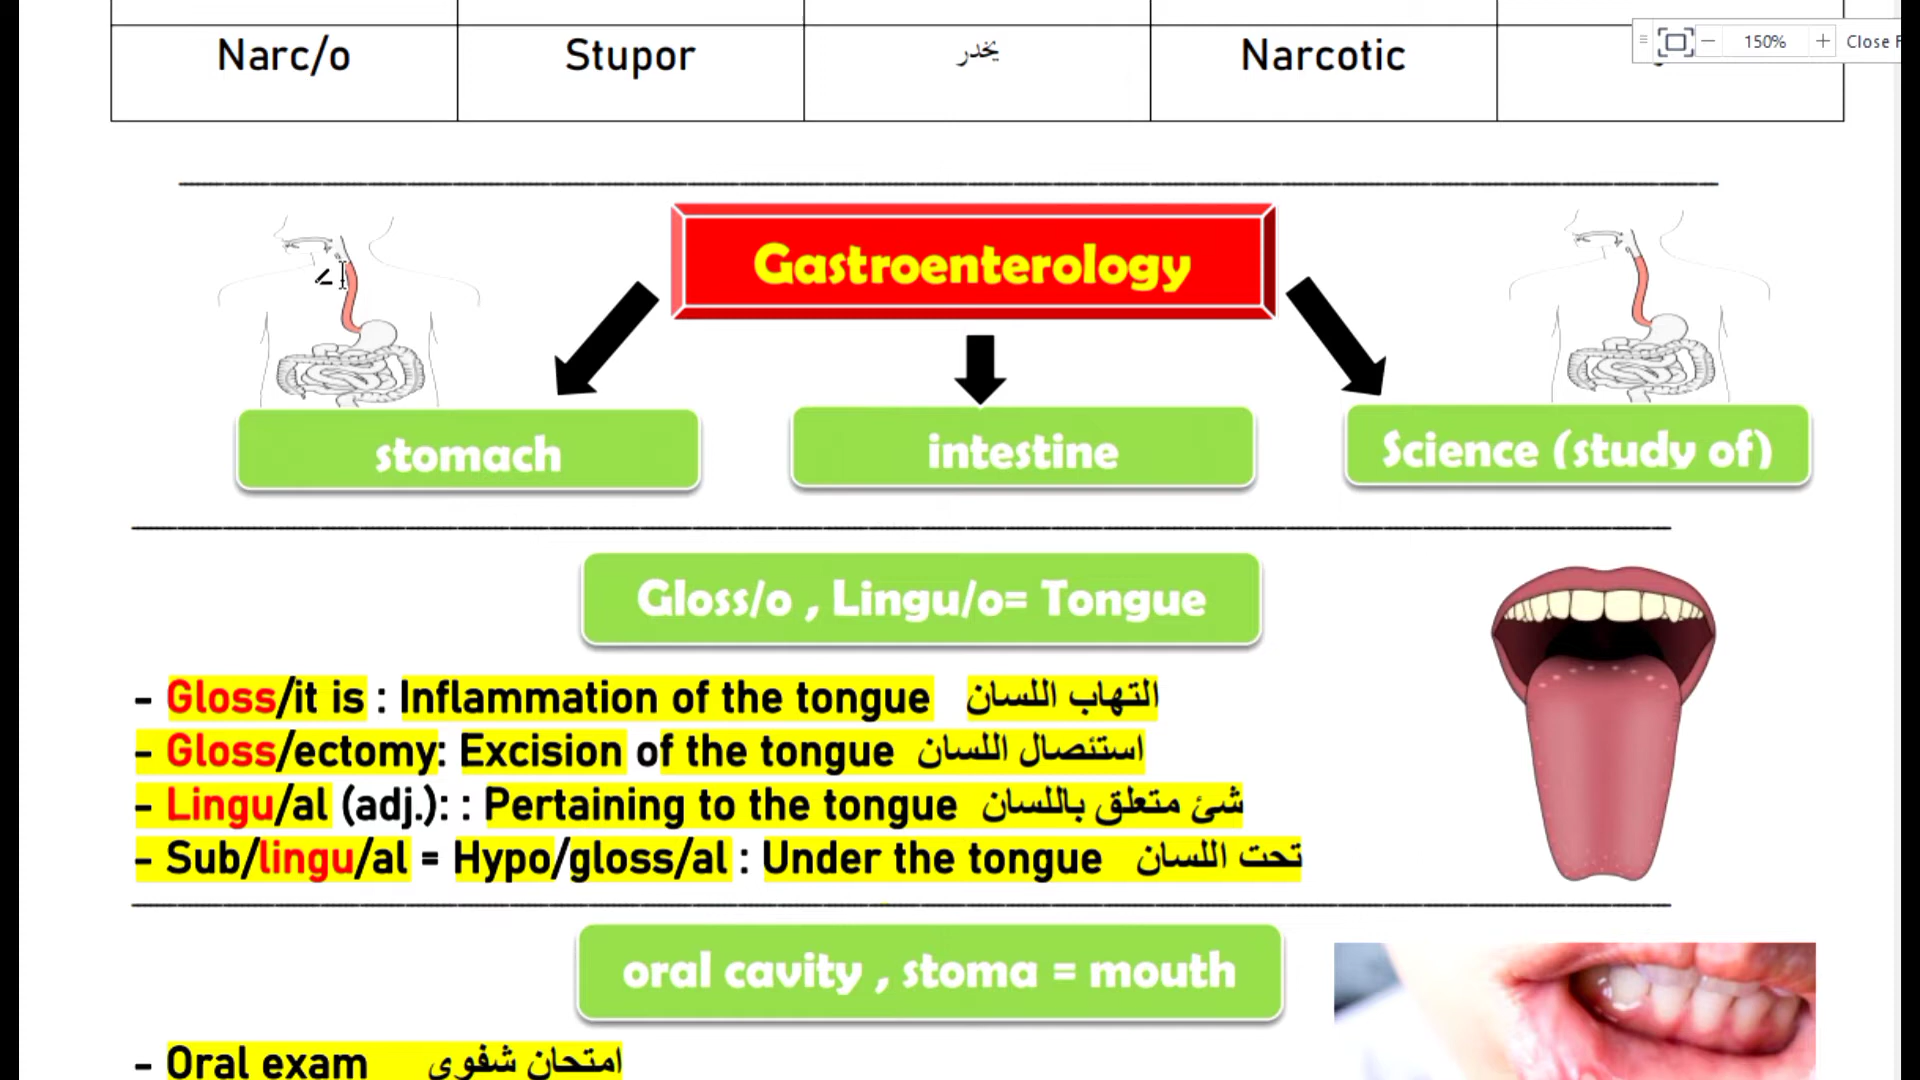 Narc/o Stupor يخدر Narcotic
150% Close
Gastroenterology
stomach intestine Science (study of)
Gloss/o , Lingu/o= Tongue
- Gloss/it is : Inflammation of the tongue التهاب اللسان
- Gloss/ectomy: Excision of the tongue استئصال اللسان
- Lingu/al (adj.): : Pertaining to the tongue شئ متعلق باللسان
- Sub/lingu/al = Hypo/gloss/al : Under the tongue تحت اللسان
oral cavity , stoma = mouth
- Oral exam امتحان شفوى